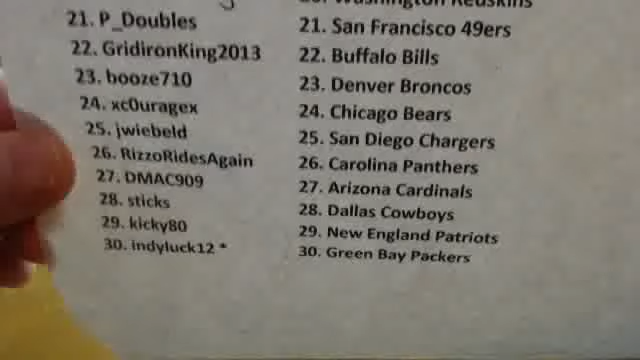 Washington Redskins
21. P_Doubles 21. San Francisco 49ers
22. GridironKing2013 22. Buffalo Bills
23. booze710 23. Denver Broncos
24. xc0uragex 24. Chicago Bears
25. jwiebeld 25. San Diego Chargers
26. RizzoRidesAgain 26. Carolina Panthers
27. DMAC909 27. Arizona Cardinals
28. sticks 28. Dallas Cowboys
29. kicky80 29. New England Patriots
30. indyluck12 * 30. Green Bay Packers